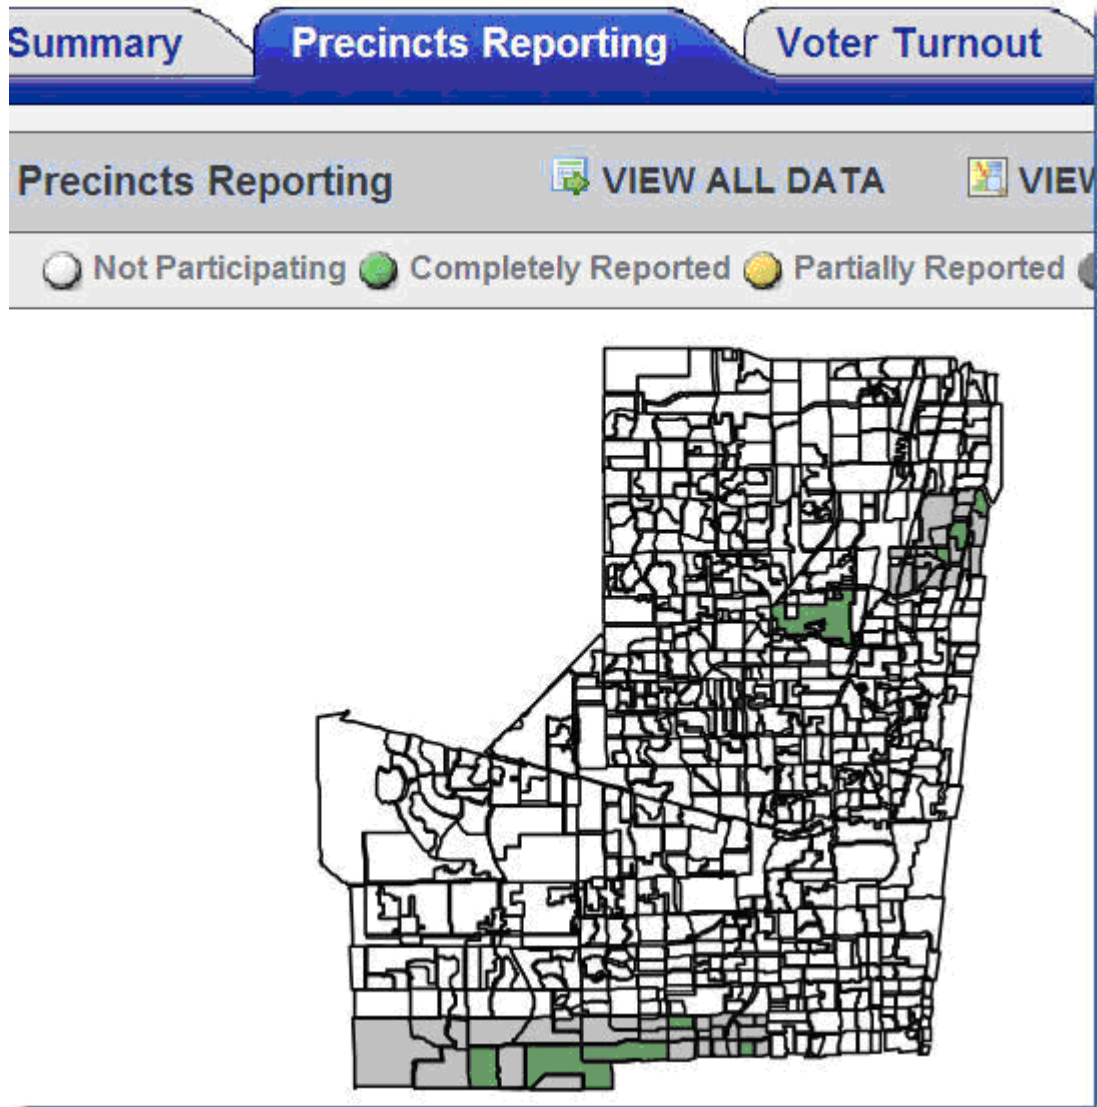 Summary Precincts Reporting Voter Turnout
Precincts Reporting VIEW ALL DATA
Not Participating Completely Reported Partially Reported